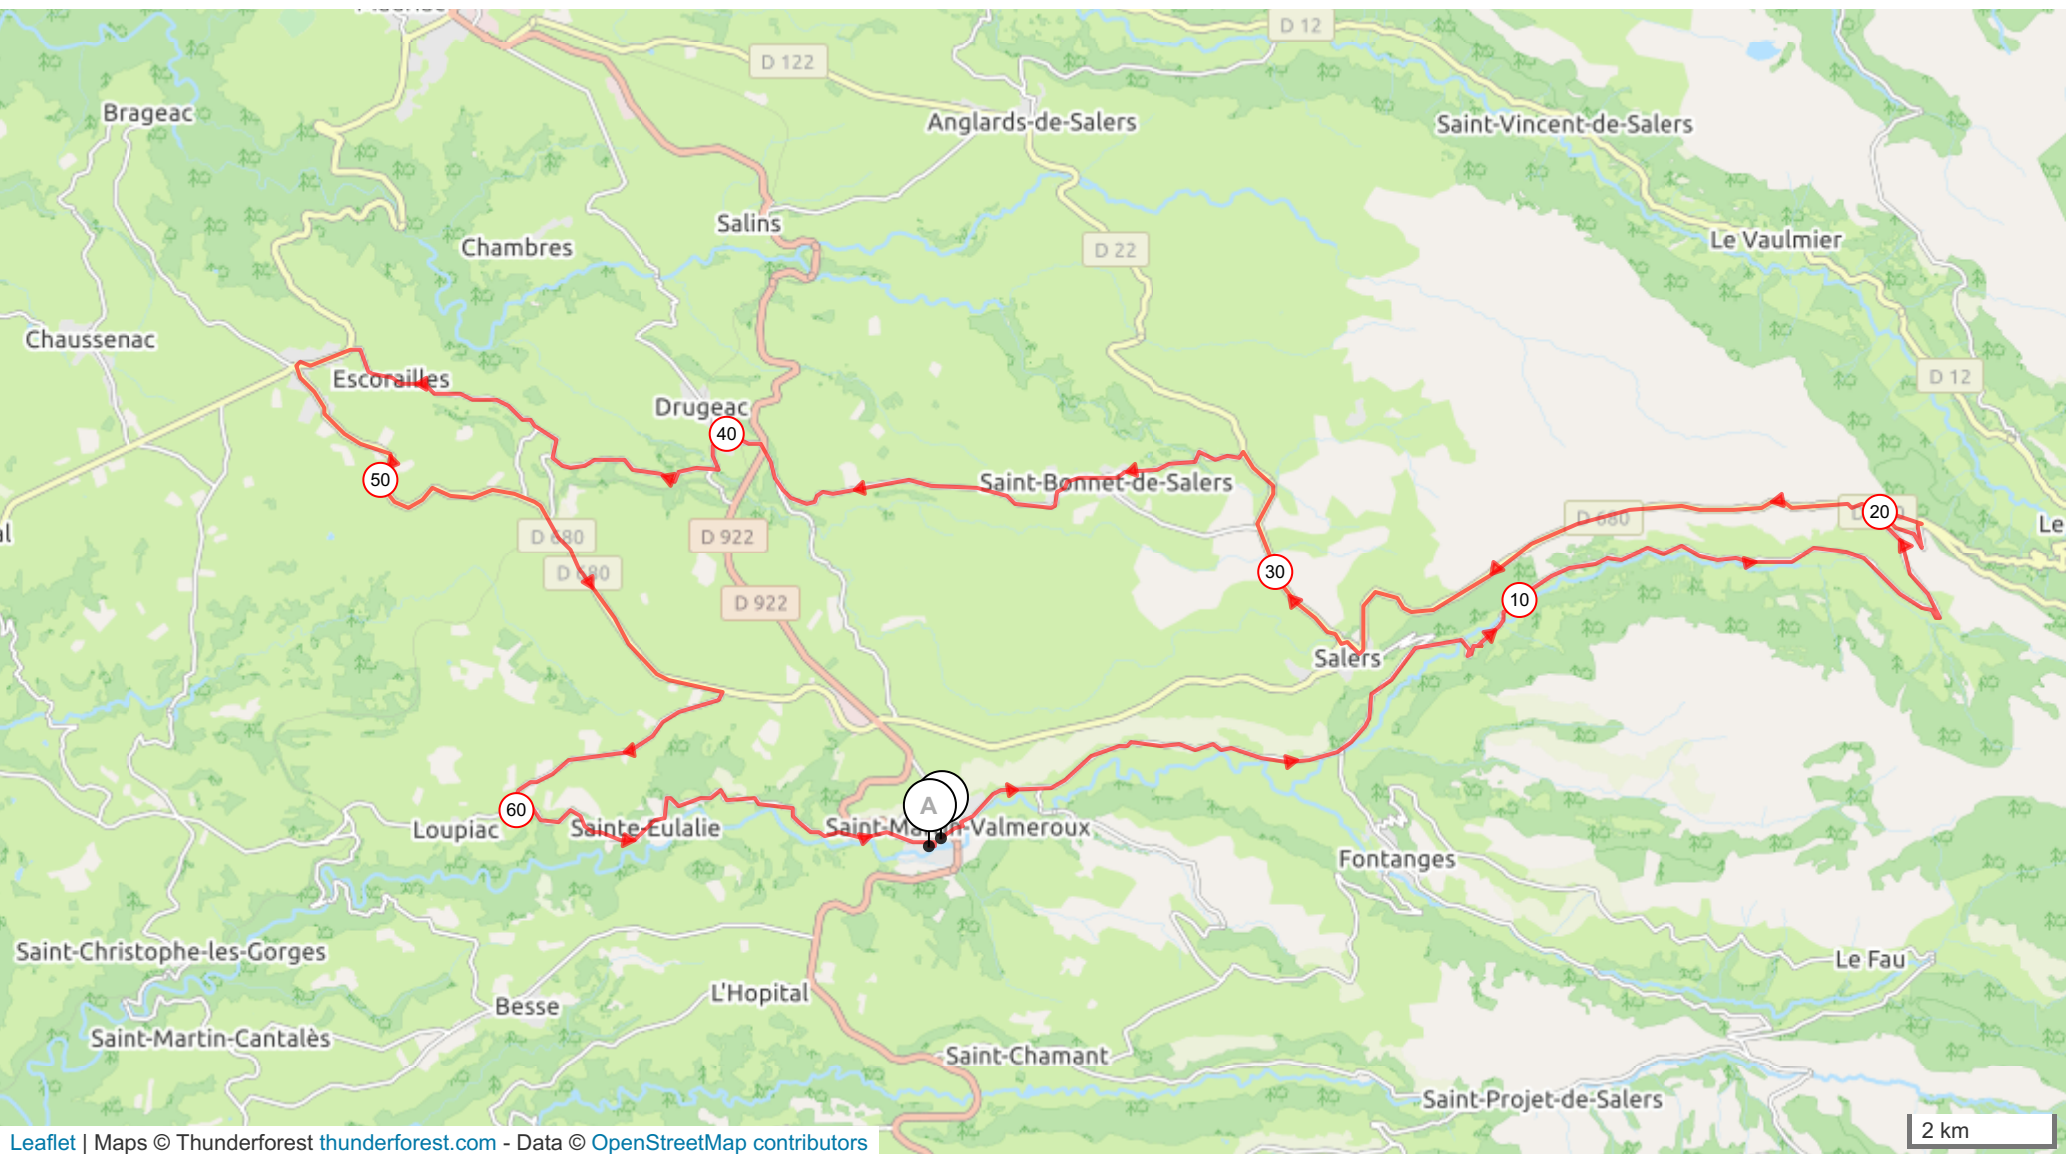 D 12
D 122
Brageac
Anglards-de-Salers
Saint-Vincent-de-Salers
Salins
Le Vaulmier
Chambres
D 22
Chaussenac
Escorailles
D 12
Drugeac
40
50
Saint-Bonnet-de-Salers
D 680
20
Le
D 680
D 922
D 680
30
10
D 922
Salers
60
A
Loupiac
Sainte-Eulalie
Fontanges
Saint-Christophe-les-Gorges
Le Fau
L'Hopital
Besse
Saint-Martin-Cantalès
Saint-Chamant
Saint-Projet-de-Salers
2 km
Leaflet | Maps © Thunderforest thunderforest.com - Data © OpenStreetMap contributors